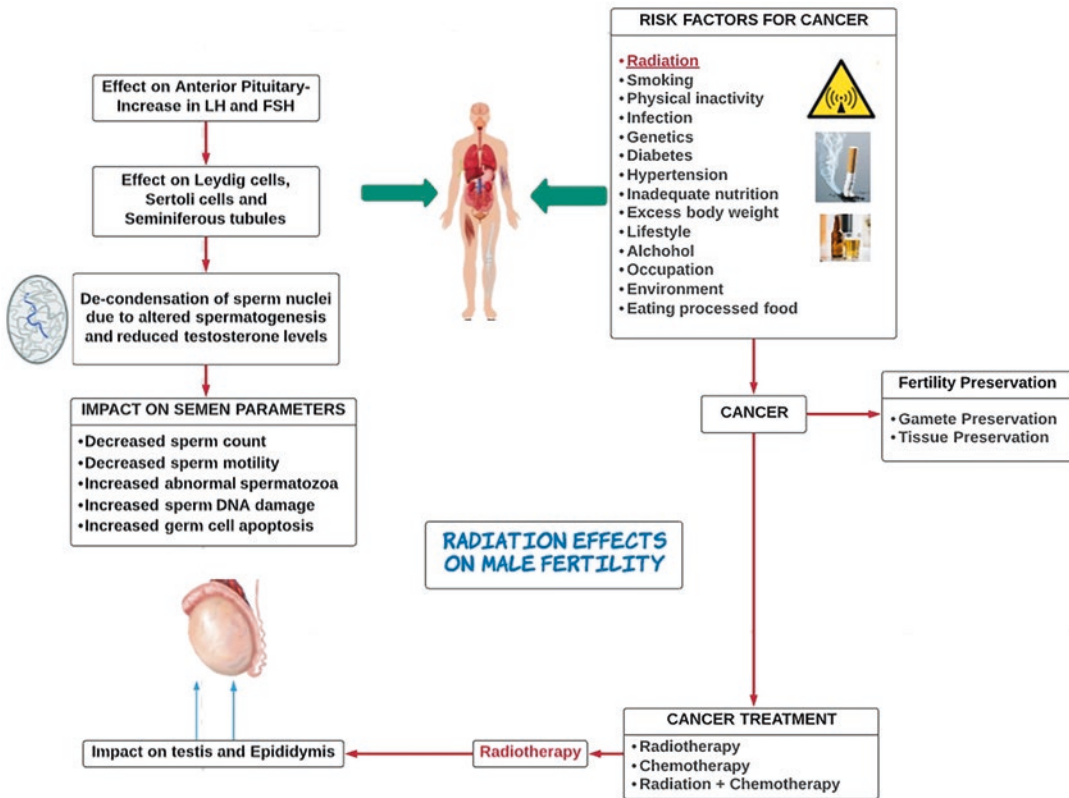 Effect on Anterior Pituitary-
Increase in LH and FSH
Effect on Leydig cells,
Sertoli cells and
Seminiferous tubules
De-condensation of sperm nuclei
due to altered spermatogenesis
and reduced testosterone levels
IMPACT ON SEMEN PARAMETERS
•Decreased sperm count
•Decreased sperm motility
•Increased abnormal spermatozoa
•Increased sperm DNA damage
•Increased germ cell apoptosis
RISK FACTORS FOR CANCER
•Radiation
•Smoking
•Physical inactivity
•Infection
•Genetics
•Diabetes
•Hypertension
•Inadequate nutrition
•Excess body weight
•Lifestyle
•Alchohol
•Occupation
•Environment
•Eating processed food
CANCER
Fertility Preservation
•Gamete Preservation
•Tissue Preservation
RADIATION EFFECTS
ON MALE FERTILITY
CANCER TREATMENT
•Radiotherapy
•Chemotherapy
•Radiation + Chemotherapy
Radiotherapy
Impact on testis and Epididymis